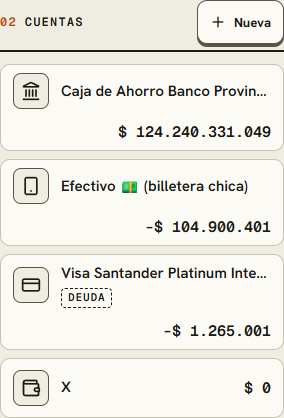 02 CUENTAS
+ Nueva
Caja de Ahorro Banco Provin...
$ 124.240.331.049
Efectivo 💵 (billetera chica)
-$ 104.900.401
Visa Santander Platinum Inte...
DEUDA
-$ 1.265.001
X $ 0